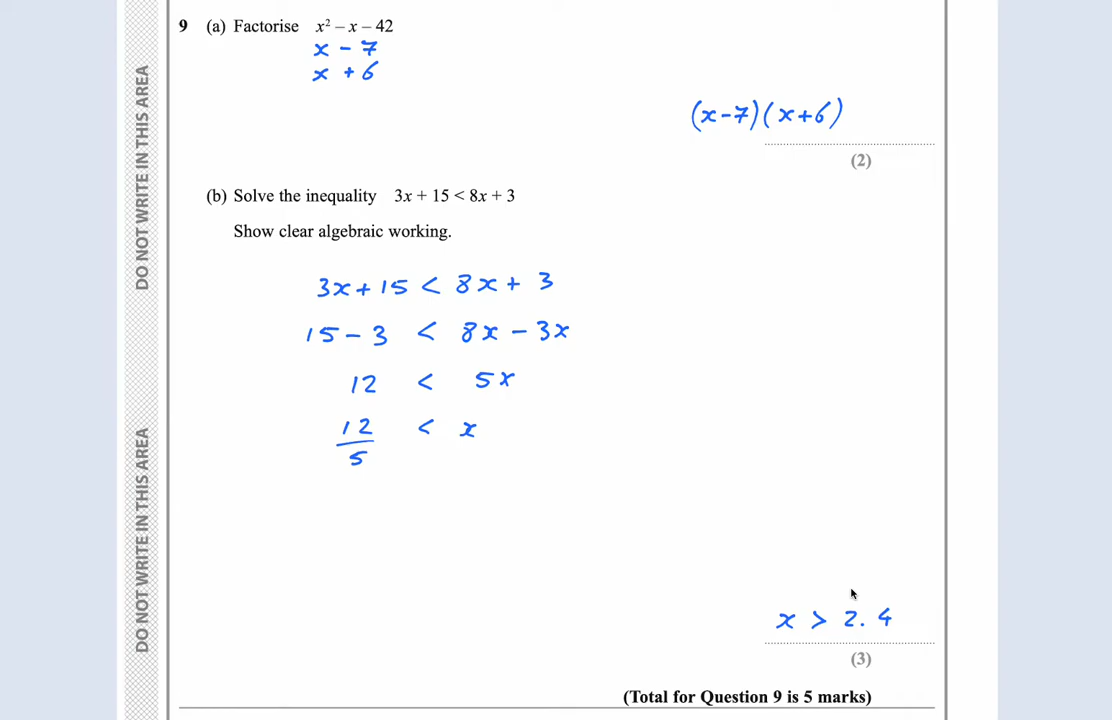 9 (a) Factorise x² – x – 42
x - 7
x + 6
(x-7)(x+6)
(2)
(b) Solve the inequality 3x + 15 < 8x + 3
Show clear algebraic working.
3x + 15 < 8x + 3
15 - 3 < 8x - 3x
12 < 5x
12/5 < x
x > 2.4
(3)
(Total for Question 9 is 5 marks)
DO NOT WRITE IN THIS AREA
DO NOT WRITE IN THIS AREA